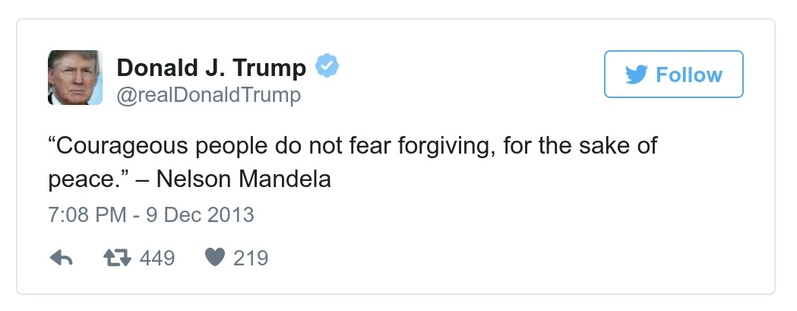 Donald J. Trump
@realDonaldTrump
Follow
“Courageous people do not fear forgiving, for the sake of
peace.” – Nelson Mandela
7:08 PM - 9 Dec 2013
449 219